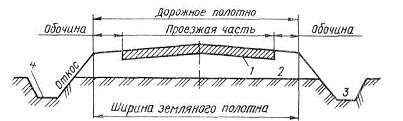 Дорожное полотно
Обочина Проезжая часть Обочина
4 Откос 1 2 3
Ширина земляного полотна